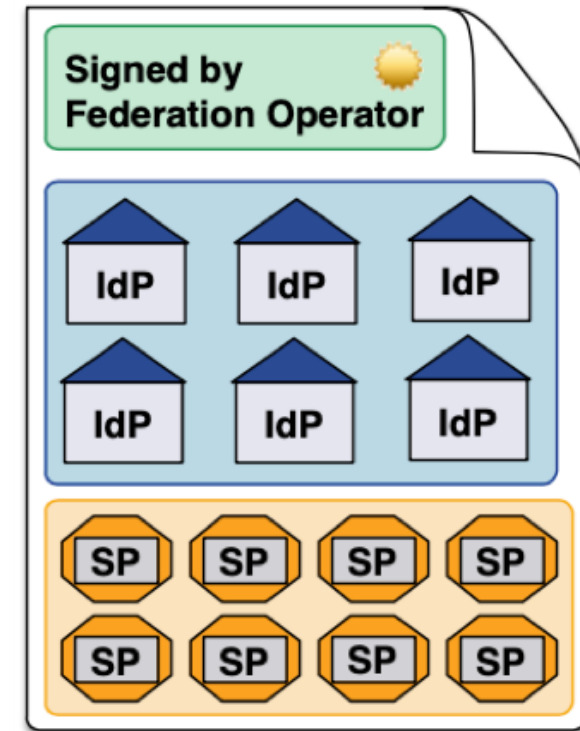 Signed by
Federation Operator
IdP IdP IdP
IdP IdP IdP
SP SP SP SP
SP SP SP SP